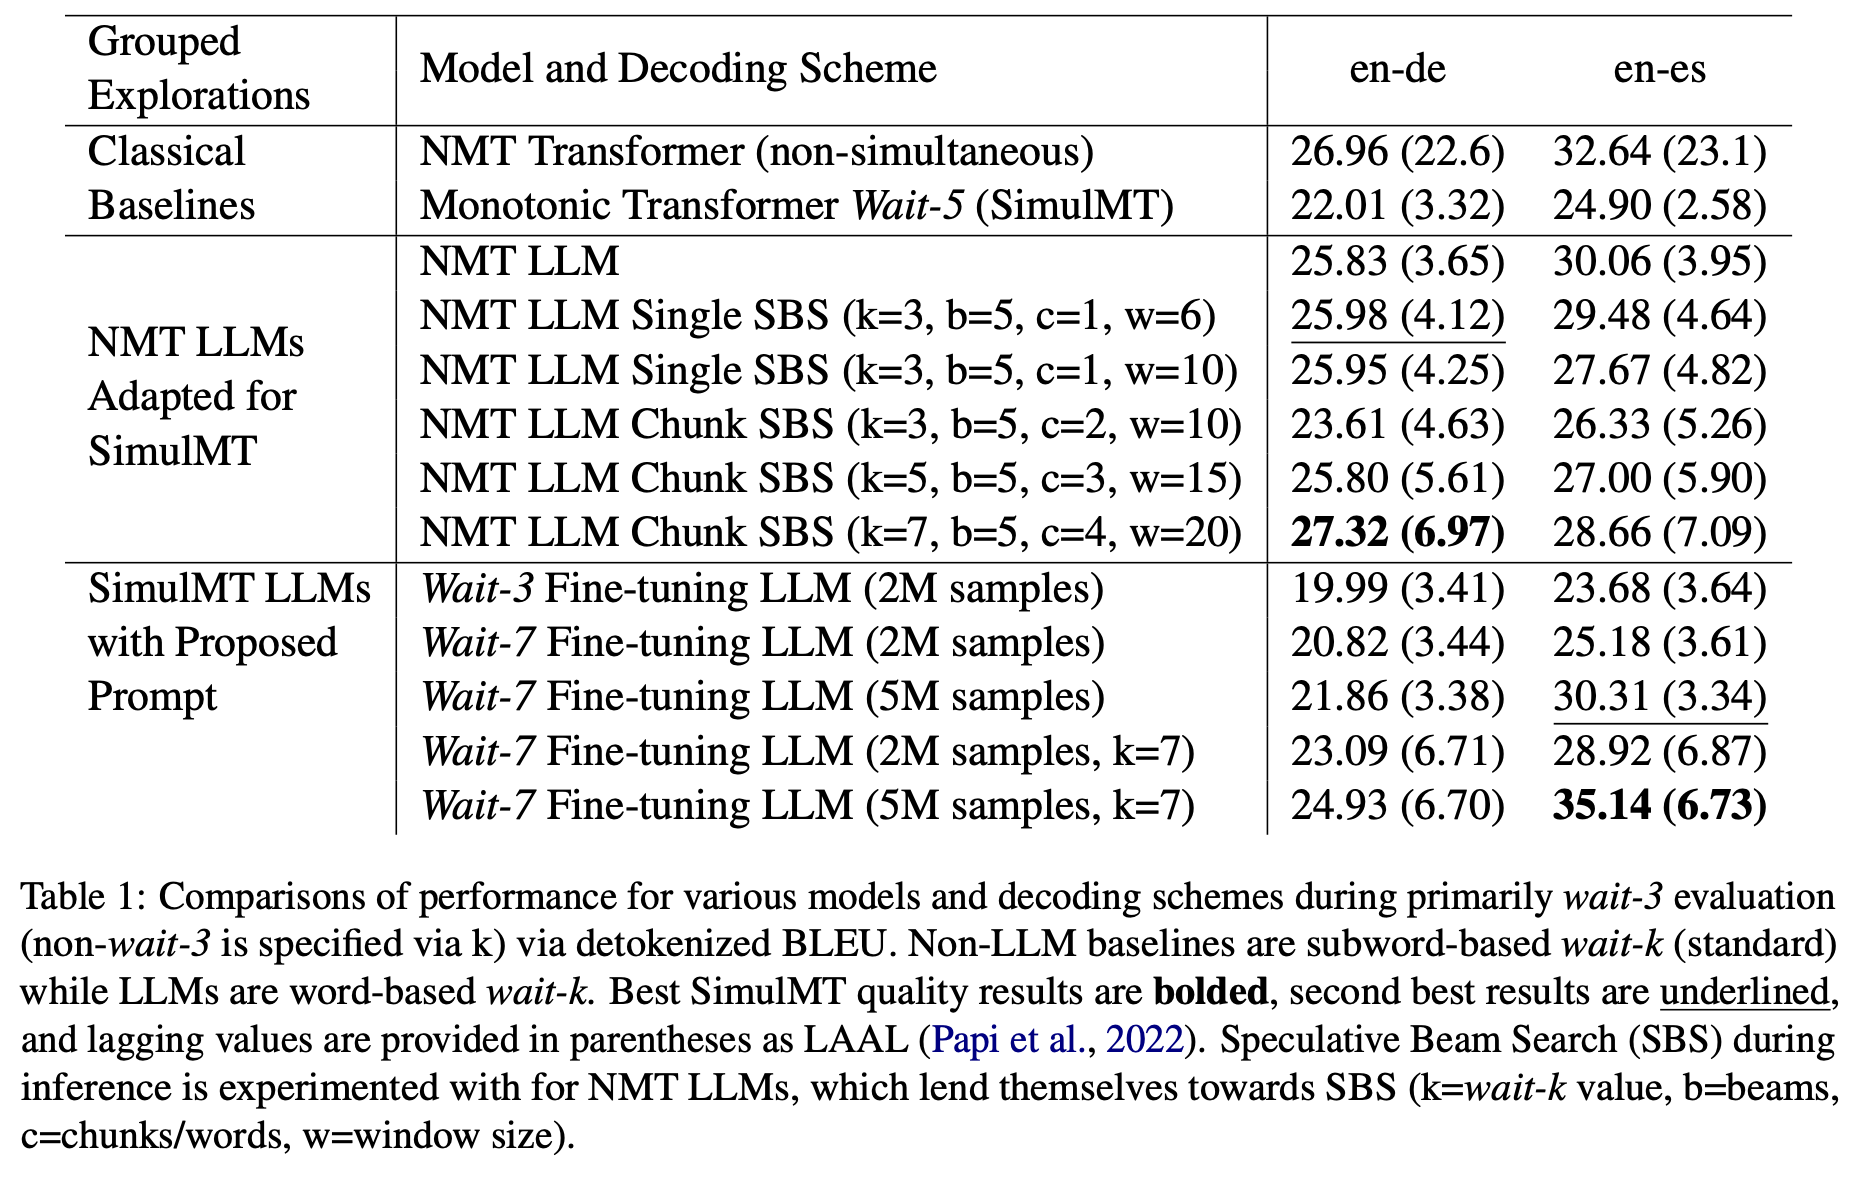 Grouped Explorations | Model and Decoding Scheme | en-de | en-es
Classical Baselines | NMT Transformer (non-simultaneous) | 26.96 (22.6) | 32.64 (23.1)
Monotonic Transformer Wait-5 (SimulMT) | 22.01 (3.32) | 24.90 (2.58)
NMT LLMs Adapted for SimulMT | NMT LLM | 25.83 (3.65) | 30.06 (3.95)
NMT LLM Single SBS (k=3, b=5, c=1, w=6) | 25.98 (4.12) | 29.48 (4.64)
NMT LLM Single SBS (k=3, b=5, c=1, w=10) | 25.95 (4.25) | 27.67 (4.82)
NMT LLM Chunk SBS (k=3, b=5, c=2, w=10) | 23.61 (4.63) | 26.33 (5.26)
NMT LLM Chunk SBS (k=5, b=5, c=3, w=15) | 25.80 (5.61) | 27.00 (5.90)
NMT LLM Chunk SBS (k=7, b=5, c=4, w=20) | 27.32 (6.97) | 28.66 (7.09)
SimulMT LLMs with Proposed Prompt | Wait-3 Fine-tuning LLM (2M samples) | 19.99 (3.41) | 23.68 (3.64)
Wait-7 Fine-tuning LLM (2M samples) | 20.82 (3.44) | 25.18 (3.61)
Wait-7 Fine-tuning LLM (5M samples) | 21.86 (3.38) | 30.31 (3.34)
Wait-7 Fine-tuning LLM (2M samples, k=7) | 23.09 (6.71) | 28.92 (6.87)
Wait-7 Fine-tuning LLM (5M samples, k=7) | 24.93 (6.70) | 35.14 (6.73)
Table 1: Comparisons of performance for various models and decoding schemes during primarily wait-3 evaluation
(non-wait-3 is specified via k) via detokenized BLEU. Non-LLM baselines are subword-based wait-k (standard)
while LLMs are word-based wait-k. Best SimulMT quality results are bolded, second best results are underlined,
and lagging values are provided in parentheses as LAAL (Papi et al., 2022). Speculative Beam Search (SBS) during
inference is experimented with for NMT LLMs, which lend themselves towards SBS (k=wait-k value, b=beams,
c=chunks/words, w=window size).